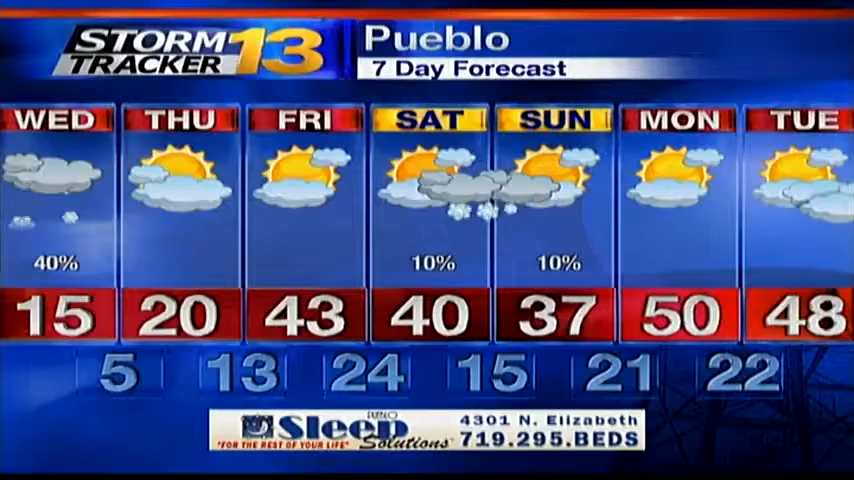 STORM TRACKER 13
Pueblo
7 Day Forecast
WED THU FRI SAT SUN MON TUE
40% 10% 10%
15 20 43 40 37 50 48
5 13 24 15 21 22
PUEBLO
Sleep
Solutions
"FOR THE REST OF YOUR LIFE"
4301 N. Elizabeth
719.295.BEDS